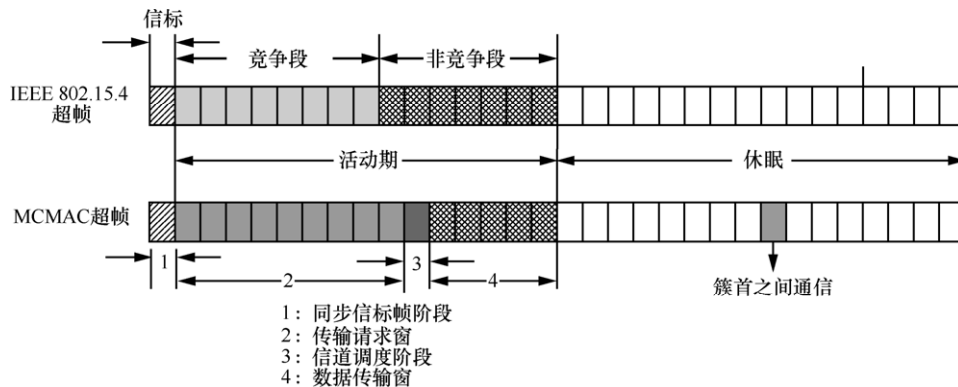 信标
竞争段
非竞争段
IEEE 802.15.4
超帧
活动期
休眠
MCMAC超帧
1
2
3
4
簇首之间通信
1：同步信标帧阶段
2：传输请求窗
3：信道调度阶段
4：数据传输窗